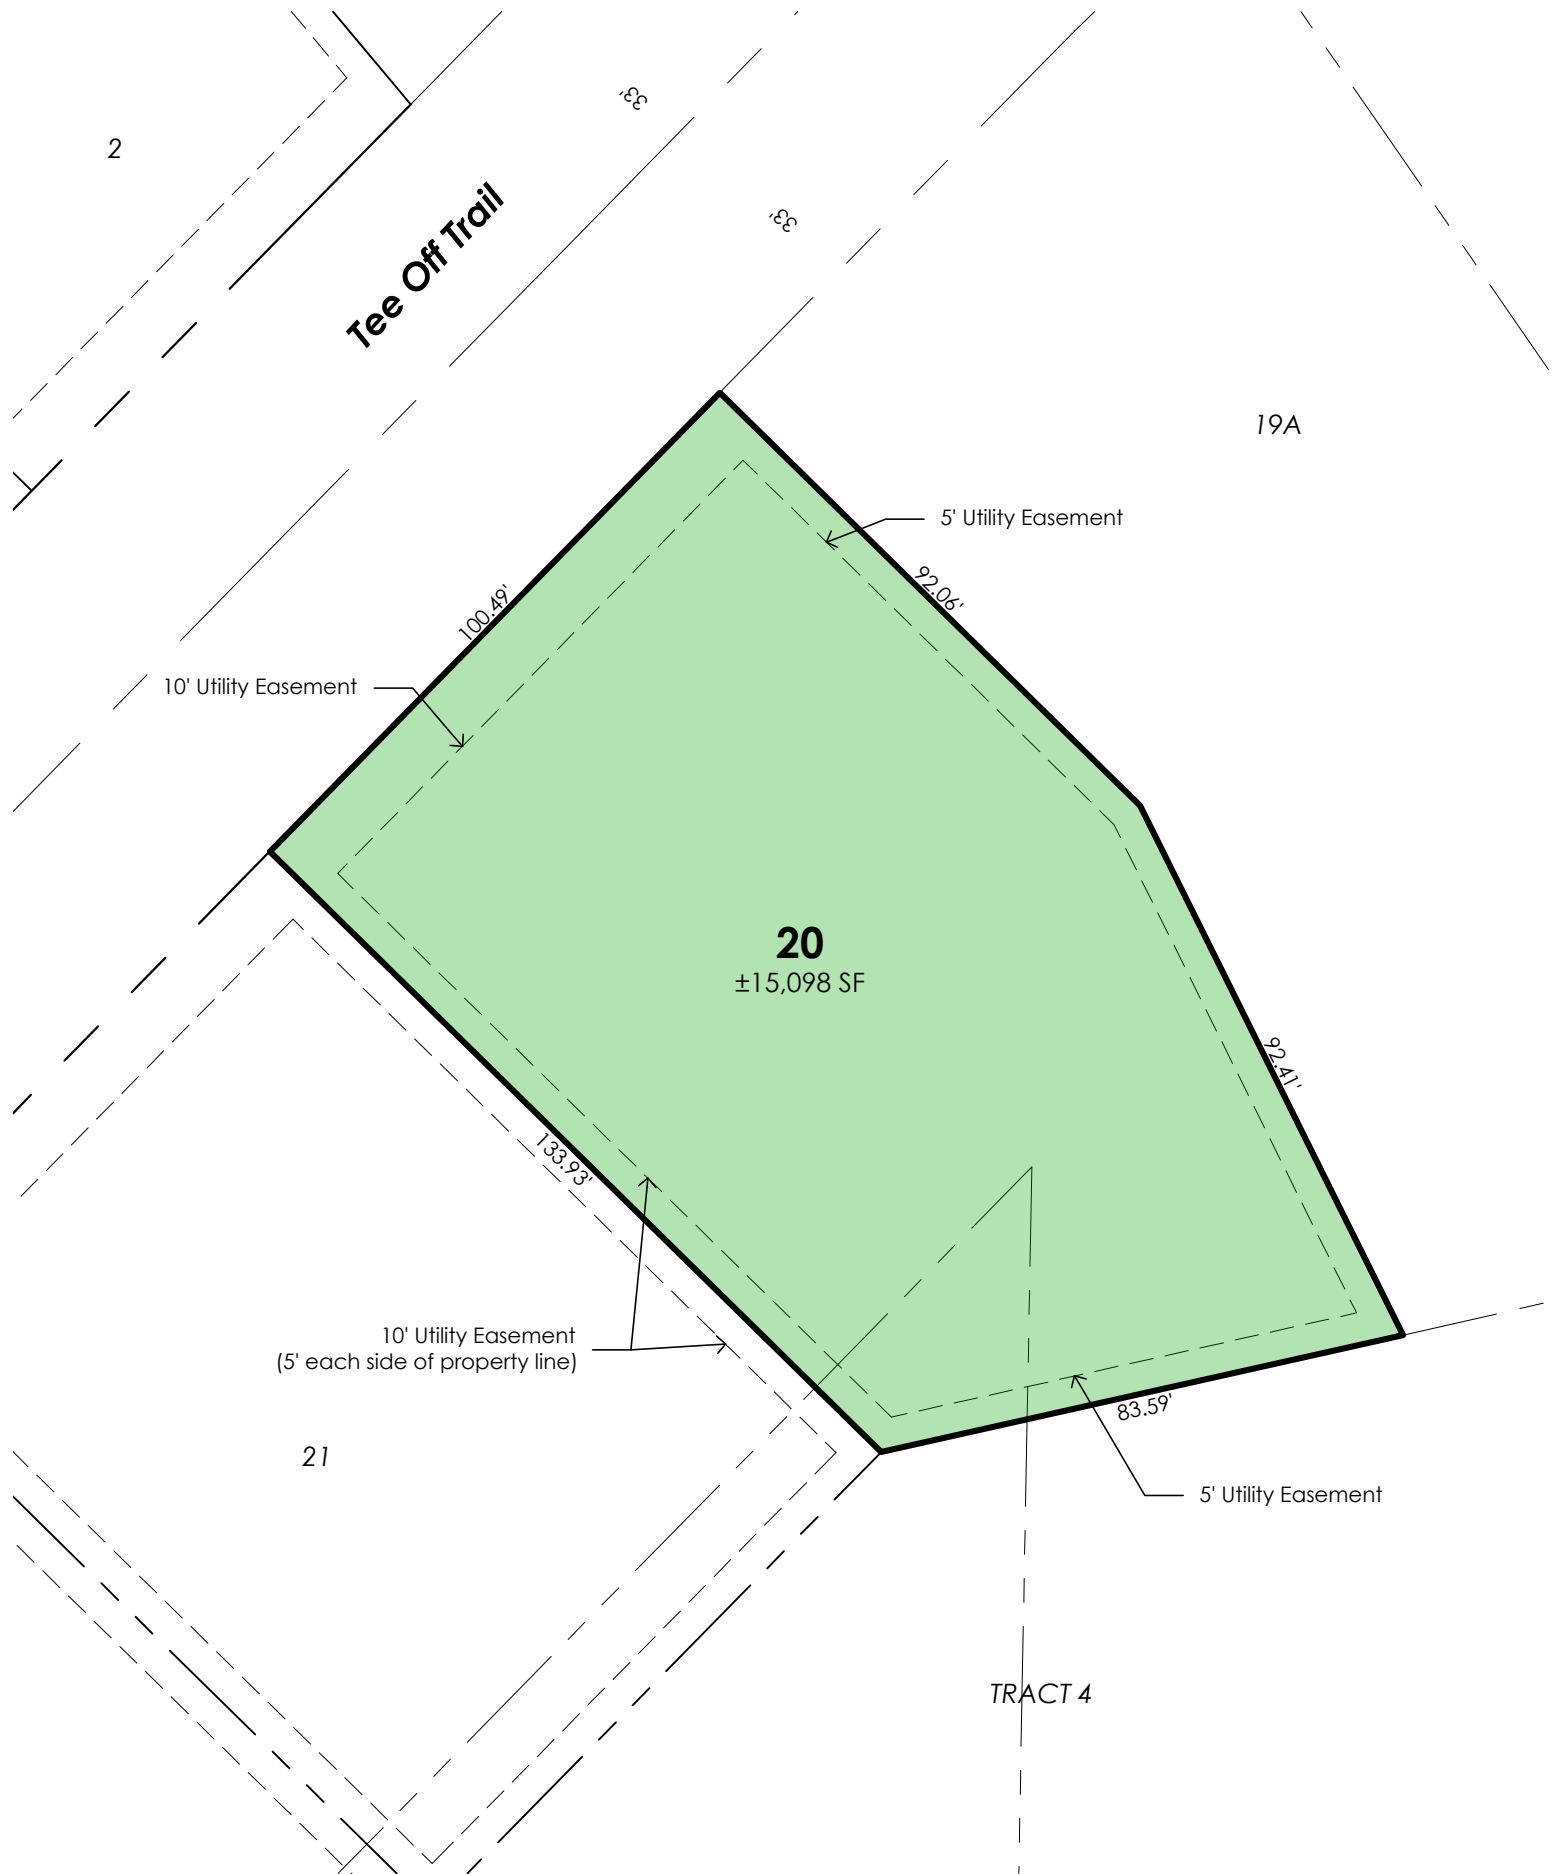 33'
2
33'
Tee Off Trail
19A
5' Utility Easement
92.06'
100.49'
10' Utility Easement
20
±15,098 SF
92.41'
133.93'
10' Utility Easement
(5' each side of property line)
83.59'
21
5' Utility Easement
TRACT 4